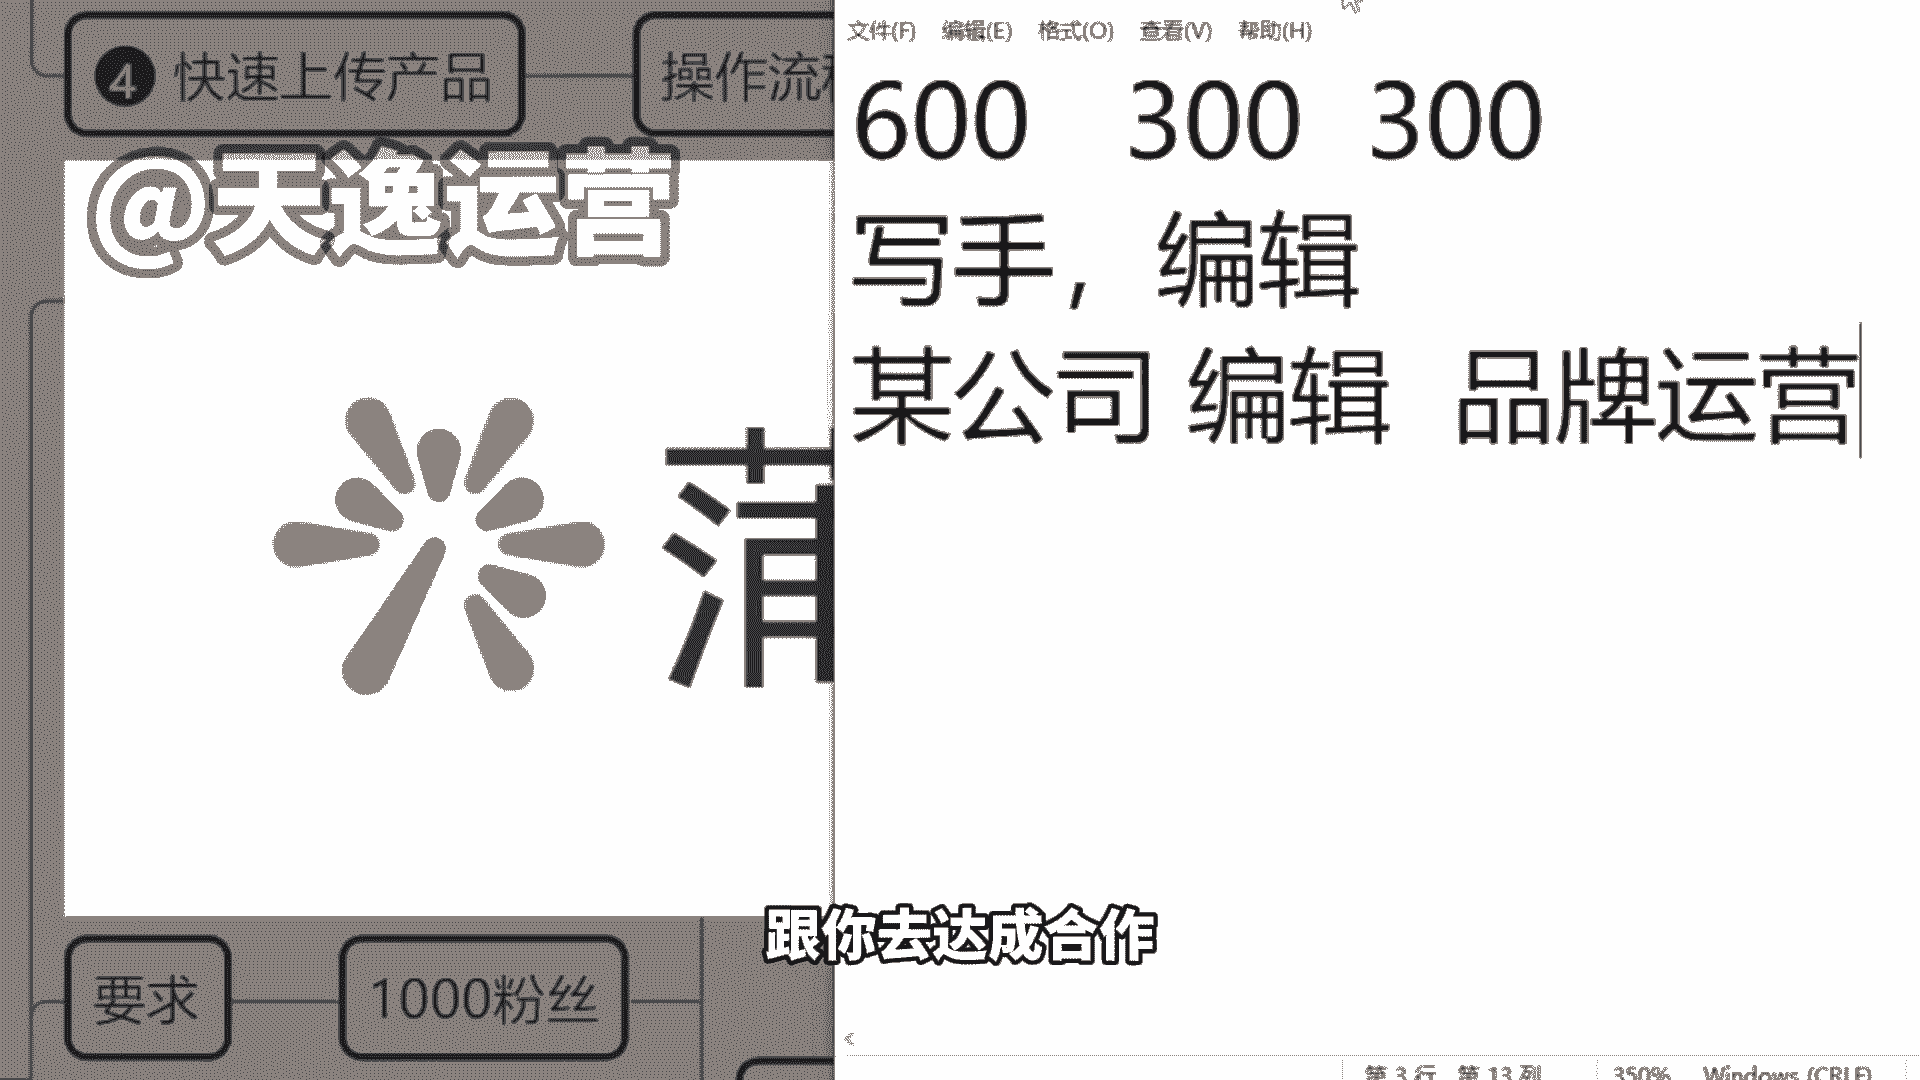 ❹ 快速上传产品
操作流
@天逸运营
要求
1000粉丝
文件(F) 编辑(E) 格式(O) 查看(V) 帮助(H)
600 300 300
写手，编辑
某公司 编辑 品牌运营
跟你去达成合作
第 3 行，第 13 列 350% Windows (CRLF)